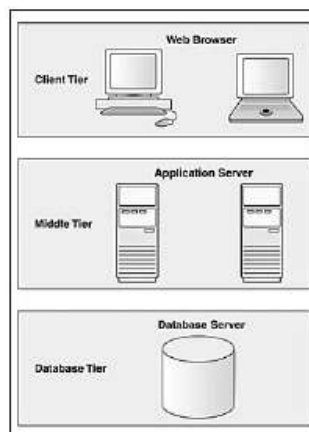 Web Browser
Client Tier
Application Server
Middle Tier
Database Server
Database Tier